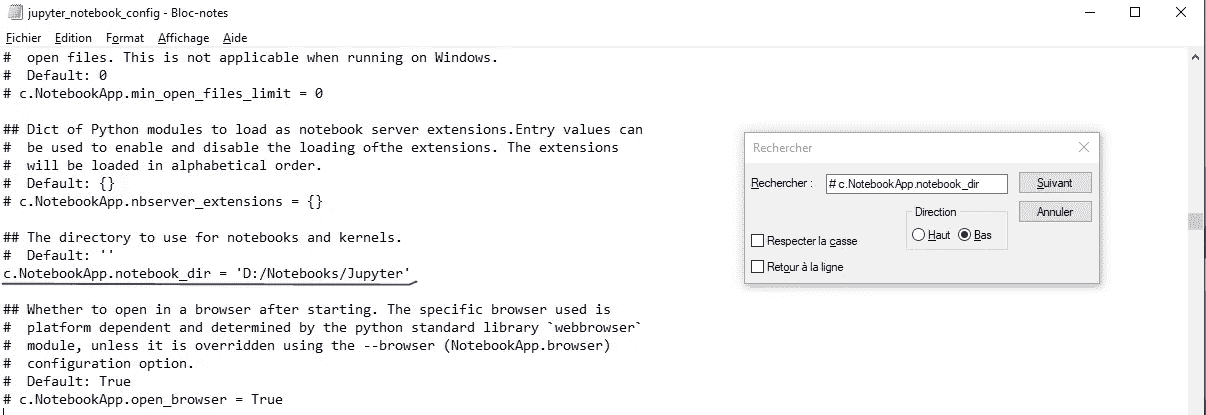 jupyter_notebook_config - Bloc-notes
Fichier Edition Format Affichage Aide
#  open files. This is not applicable when running on Windows.
#  Default: 0
# c.NotebookApp.min_open_files_limit = 0
## Dict of Python modules to load as notebook server extensions.Entry values can
#  be used to enable and disable the loading ofthe extensions. The extensions
#  will be loaded in alphabetical order.
#  Default: {}
# c.NotebookApp.nbserver_extensions = {}
## The directory to use for notebooks and kernels.
#  Default: ''
c.NotebookApp.notebook_dir = 'D:/Notebooks/Jupyter'
## Whether to open in a browser after starting. The specific browser used is
#  platform dependent and determined by the python standard library `webbrowser`
#  module, unless it is overridden using the --browser (NotebookApp.browser)
#  configuration option.
#  Default: True
# c.NotebookApp.open_browser = True
Rechercher
Rechercher : # c.NotebookApp.notebook_dir Suivant
Annuler
Direction
Haut Bas
Respecter la casse
Retour à la ligne